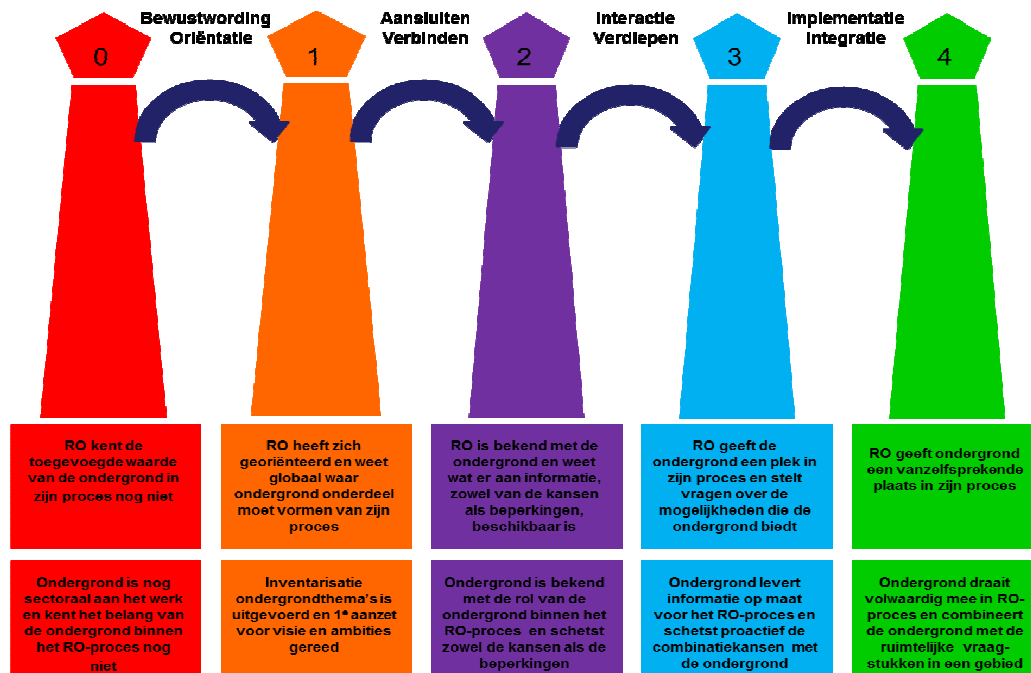 Bewustwording
Oriëntatie
Aansluiten
Verbinden
Interactie
Verdiepen
Implementatie
Integratie
0
1
2
3
4
RO kent de
toegevoegde waarde
van de ondergrond in
zijn proces nog niet
RO heeft zich
georiënteerd en weet
globaal waar
ondergrond onderdeel
moet vormen van zijn
proces
RO is bekend met de
ondergrond en weet
wat er aan informatie,
zowel van de kansen
als beperkingen,
beschikbaar is
RO geeft de
ondergrond een plek in
zijn proces en stelt
vragen over de
mogelijkheden die de
ondergrond biedt
RO geeft ondergrond
een vanzelfsprekende
plaats in zijn proces
Ondergrond is nog
sectoraal aan het werk
en kent het belang van
de ondergrond binnen
het RO-proces nog
niet
Inventarisatie
ondergrondthema's is
uitgevoerd en 1e aanzet
voor visie en ambities
gereed
Ondergrond is bekend
met de rol van de
ondergrond binnen het
RO-proces en schetst
zowel de kansen als de
beperkingen
Ondergrond levert
informatie op maat
voor het RO-proces en
schetst proactief de
combinatiekansen met
de ondergrond
Ondergrond draait
volwaardig mee in RO-
proces en combineert
de ondergrond met de
ruimtelijke vraag-
stukken in een gebied